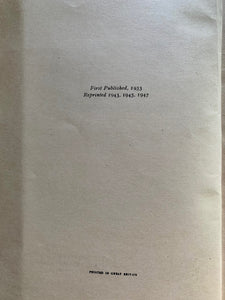 First Published, 1933
Reprinted 1943, 1945, 1947
PRINTED IN GREAT BRITAIN